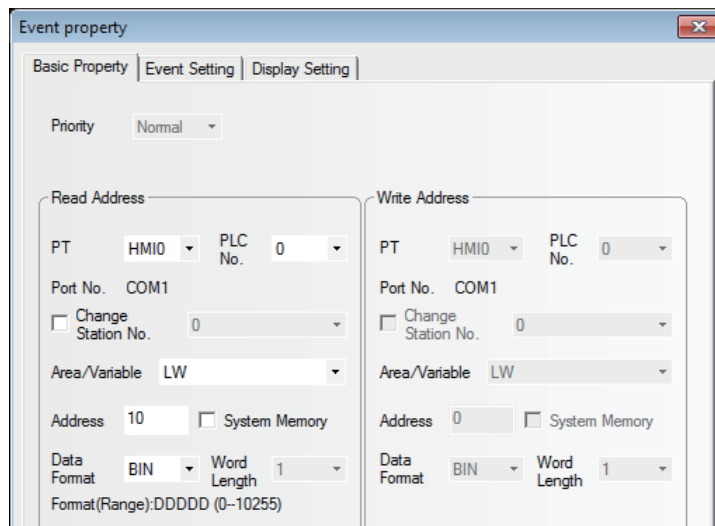 Event property
Basic Property Event Setting Display Setting
Priority Normal
Read Address
PT HMI0 PLC No. 0
Port No. COM1
Change Station No. 0
Area/Variable LW
Address 10 System Memory
Data Format BIN Word Length 1
Format(Range):DDDDD (0--10255)
Write Address
PT HMI0 PLC No. 0
Port No. COM1
Change Station No. 0
Area/Variable LW
Address 0 System Memory
Data Format BIN Word Length 1